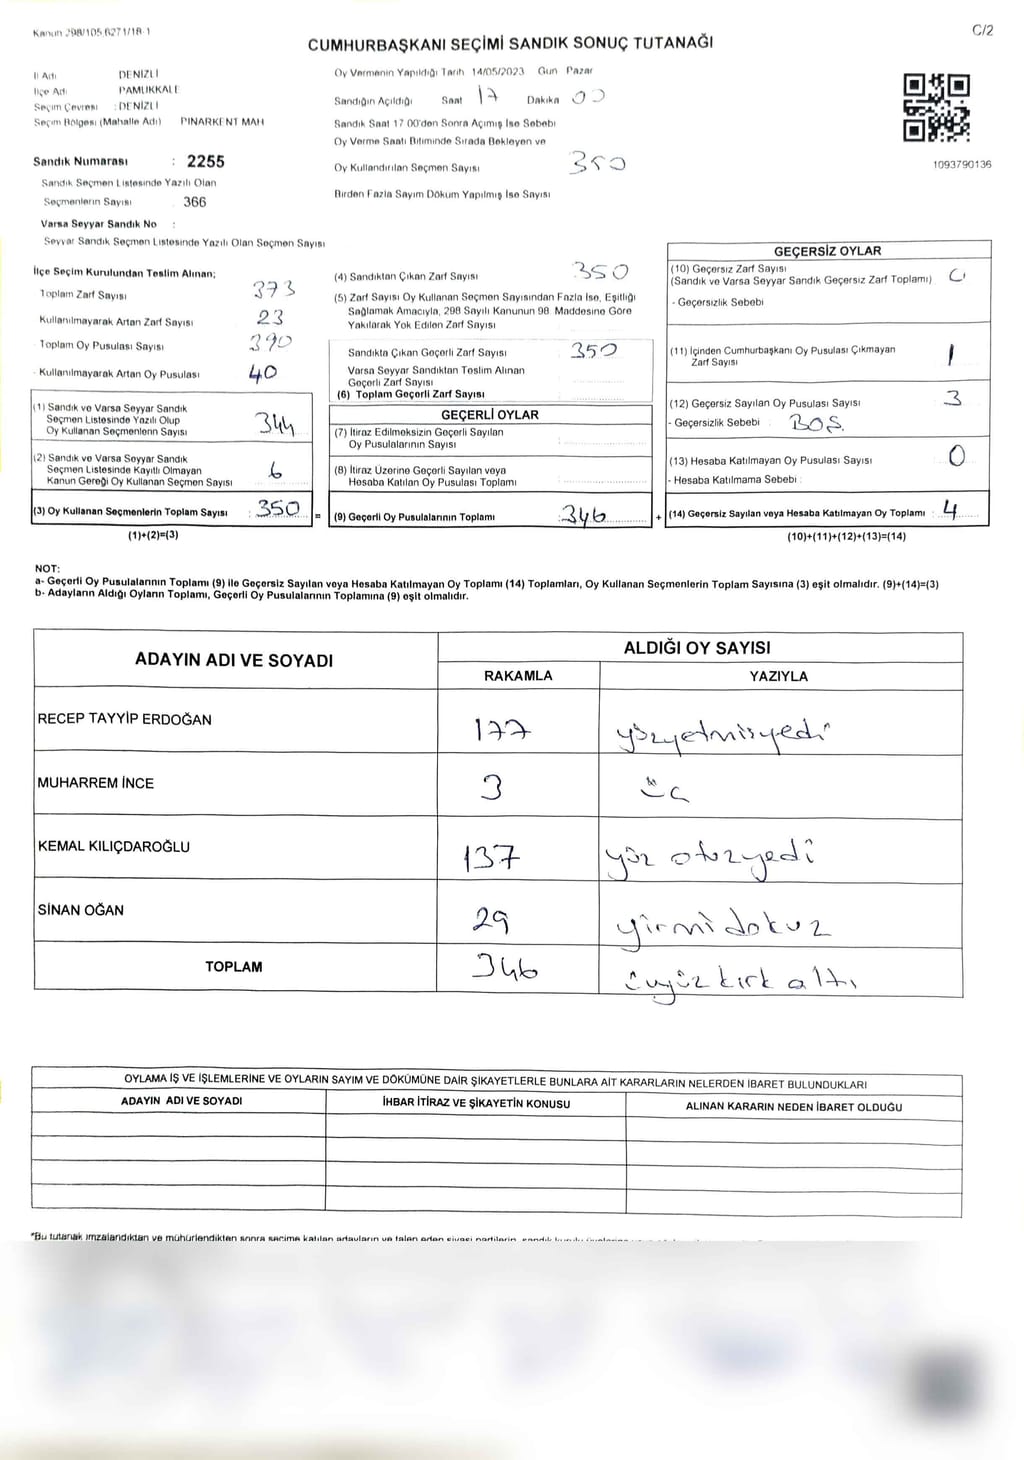 Kanun 298/105,6271/18-1
C/2
CUMHURBAŞKANI SEÇİMİ SANDIK SONUÇ TUTANAĞI
İl Adı DENİZLİ
İlçe Adı PAMUKKALE
Seçim Çevresi : DENİZLİ
Seçim Bölgesi (Mahalle Adı) PINARKENT MAH
Sandık Numarası : 2255
Sandık Seçmen Listesinde Yazılı Olan
Seçmenlerin Sayısı 366
Varsa Seyyar Sandık No :
Seyyar Sandık Seçmen Listesinde Yazılı Olan Seçmen Sayısı
Oy Vermenin Yapıldığı Tarih 14/05/2023 Gün Pazar
Sandığın Açıldığı Saat 17 Dakika 00
Sandık Saat 17 00'den Sonra Açımış İse Sebebi
Oy Verme Saati Bitiminde Sırada Bekleyen ve
Oy Kullandırılan Seçmen Sayısı 350
Birden Fazla Sayım Döküm Yapılmış İse Sayısı
1093790136
İlçe Seçim Kurulundan Teslim Alınan;
Toplam Zarf Sayısı 373
Kullanılmayarak Artan Zarf Sayısı 23
Toplam Oy Pusulası Sayısı 390
- Kullanılmayarak Artan Oy Pusulası 40
(1) Sandık ve Varsa Seyyar Sandık
Seçmen Listesinde Yazılı Olup
Oy Kullanan Seçmenlerin Sayısı 344
(2) Sandık ve Varsa Seyyar Sandık
Seçmen Listesinde Kayıtlı Olmayan
Kanun Gereği Oy Kullanan Seçmen Sayısı 6
(3) Oy Kullanan Seçmenlerin Toplam Sayısı : 350 =
(1)+(2)=(3)
(4) Sandıktan Çıkan Zarf Sayısı 350
(5) Zarf Sayısı Oy Kullanan Seçmen Sayısından Fazla İse, Eşitliği
Sağlamak Amacıyla, 298 Sayılı Kanunun 98 Maddesine Göre
Yakılarak Yok Edilen Zarf Sayısı
Sandıkta Çıkan Geçerli Zarf Sayısı 350
Varsa Seyyar Sandıktan Teslim Alınan
Geçerli Zarf Sayısı
(6) Toplam Geçerli Zarf Sayısı
GEÇERLİ OYLAR
(7) İtiraz Edilmeksizin Geçerli Sayılan
Oy Pusulalarının Sayısı
(8) İtiraz Üzerine Geçerli Sayılan veya
Hesaba Katılan Oy Pusulası Toplamı
(9) Geçerli Oy Pusulalarının Toplamı : 346 +
GEÇERSİZ OYLAR
(10) Geçersiz Zarf Sayısı
(Sandık ve Varsa Seyyar Sandık Geçersiz Zarf Toplamı) 0
- Geçersizlik Sebebi
(11) İçinden Cumhurbaşkanı Oy Pusulası Çıkmayan
Zarf Sayısı 1
(12) Geçersiz Sayılan Oy Pusulası Sayısı 3
- Geçersizlik Sebebi BOŞ.
(13) Hesaba Katılmayan Oy Pusulası Sayısı 0
- Hesaba Katılmama Sebebi :
(14) Geçersiz Sayılan veya Hesaba Katılmayan Oy Toplamı : 4
(10)+(11)+(12)+(13)=(14)
NOT:
a- Geçerli Oy Pusulalarının Toplamı (9) ile Geçersiz Sayılan veya Hesaba Katılmayan Oy Toplamı (14) Toplamları, Oy Kullanan Seçmenlerin Toplam Sayısına (3) eşit olmalıdır. (9)+(14)=(3)
b- Adayların Aldığı Oyların Toplamı, Geçerli Oy Pusulalarının Toplamına (9) eşit olmalıdır.
ADAYIN ADI VE SOYADI
ALDIĞI OY SAYISI
RAKAMLA YAZIYLA
RECEP TAYYİP ERDOĞAN 177 yüzyetmişyedi
MUHARREM İNCE 3 üç
KEMAL KILIÇDAROĞLU 137 yüz otuzyedi
SİNAN OĞAN 29 yirmi dokuz
TOPLAM 346 üçyüz kırk altı
OYLAMA İŞ VE İŞLEMLERİNE VE OYLARIN SAYIM VE DÖKÜMÜNE DAİR ŞİKAYETLERLE BUNLARA AİT KARARLARIN NELERDEN İBARET BULUNDUKLARI
ADAYIN ADI VE SOYADI İHBAR İTİRAZ VE ŞİKAYETİN KONUSU ALINAN KARARIN NEDEN İBARET OLDUĞU
"Bu tutanak imzalandıktan ve mühürlendikten sonra seçime katılan adayların ve talep eden siyasi partilerin